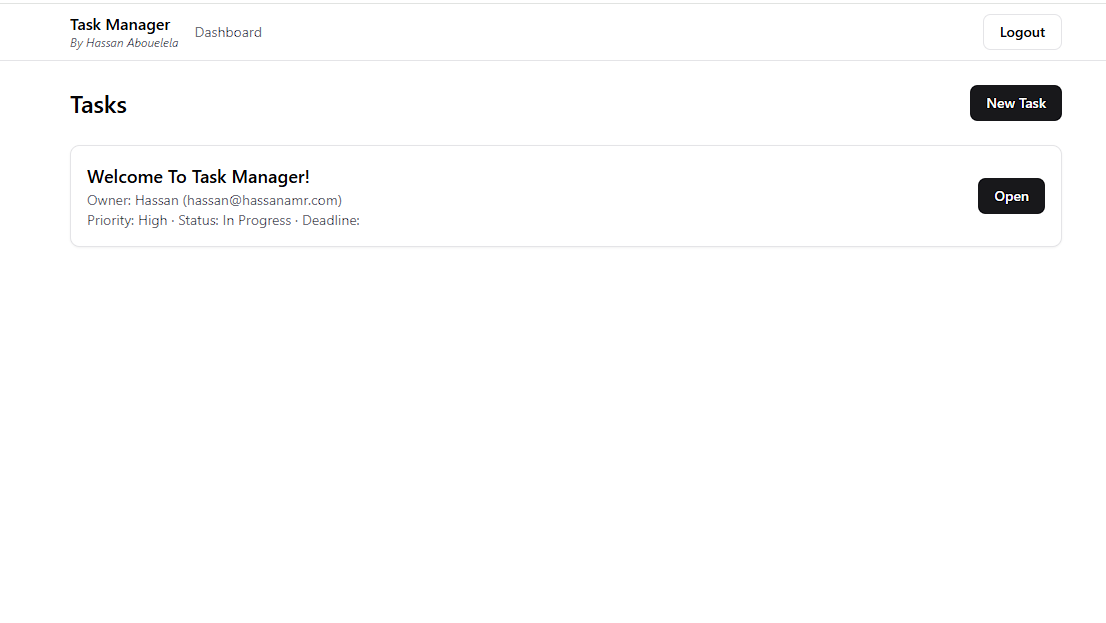 Task Manager
By Hassan Abouelela
Dashboard
Logout
Tasks
New Task
Welcome To Task Manager!
Owner: Hassan (hassan@hassanamr.com)
Priority: High · Status: In Progress · Deadline:
Open